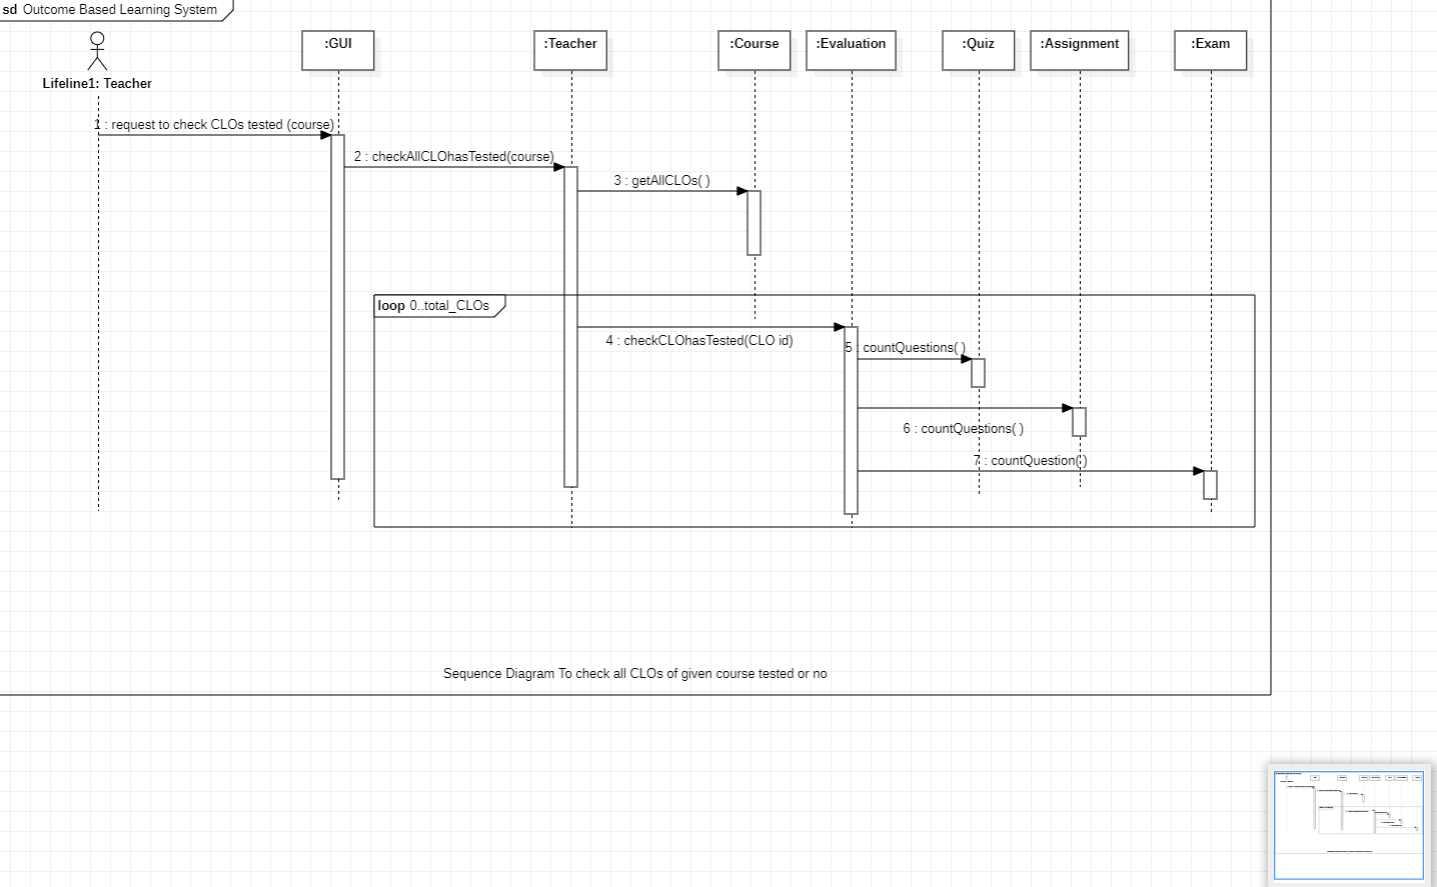 sd Outcome Based Learning System
:GUI
:Teacher
:Course
:Evaluation
:Quiz
:Assignment
:Exam
Lifeline1: Teacher
1 : request to check CLOs tested (course)
2 : checkAllCLOhasTested(course)
3 : getAllCLOs( )
loop 0..total_CLOs
4 : checkCLOhasTested(CLO id)
5 : countQuestions( )
6 : countQuestions( )
7 : countQuestion( )
Sequence Diagram To check all CLOs of given course tested or no